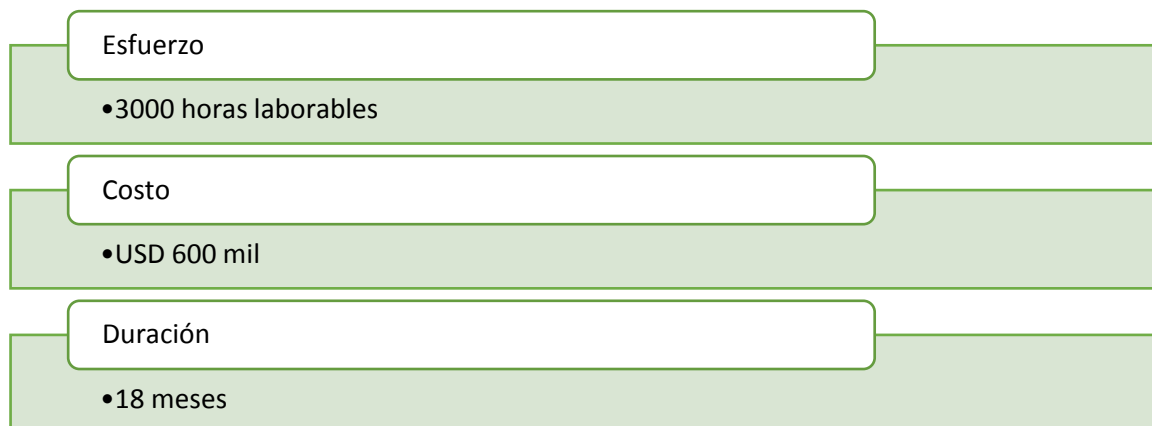 Esfuerzo
•3000 horas laborables
Costo
•USD 600 mil
Duración
•18 meses